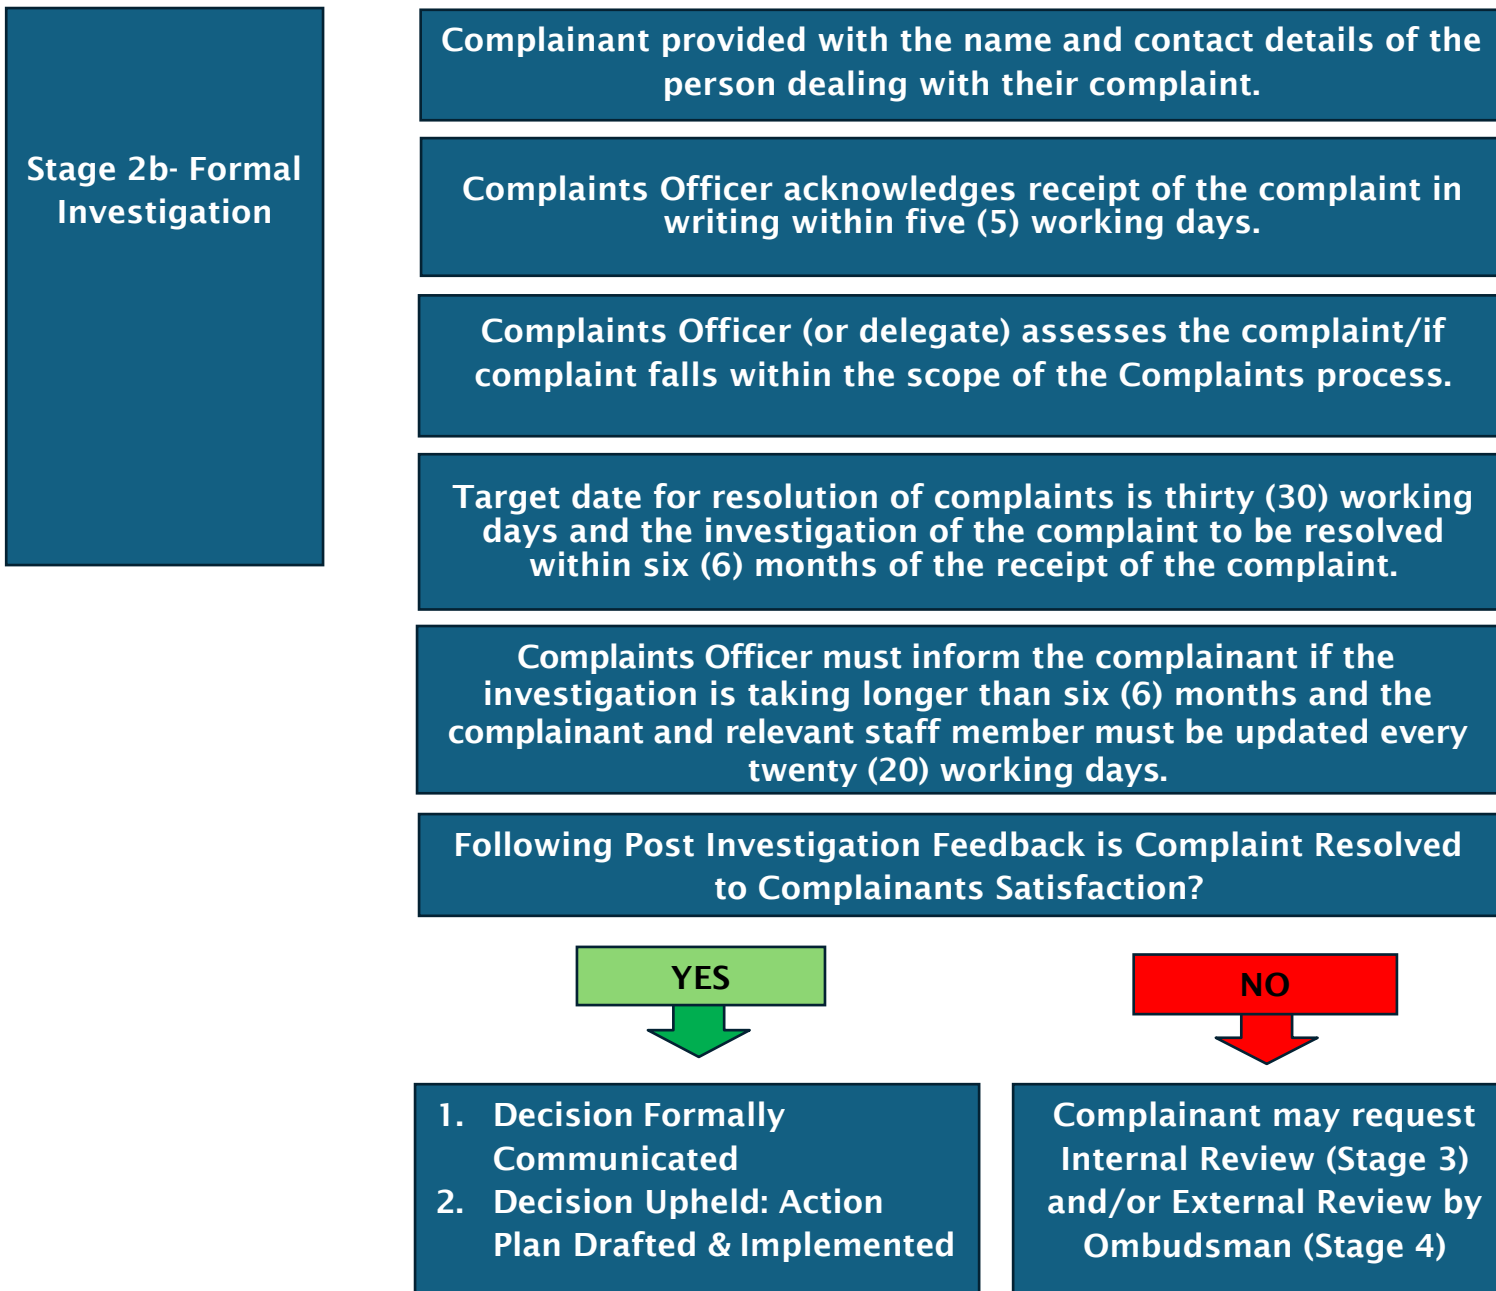 Stage 2b- Formal
Investigation
Complainant provided with the name and contact details of the
person dealing with their complaint.
Complaints Officer acknowledges receipt of the complaint in
writing within five (5) working days.
Complaints Officer (or delegate) assesses the complaint/if
complaint falls within the scope of the Complaints process.
Target date for resolution of complaints is thirty (30) working
days and the investigation of the complaint to be resolved
within six (6) months of the receipt of the complaint.
Complaints Officer must inform the complainant if the
investigation is taking longer than six (6) months and the
complainant and relevant staff member must be updated every
twenty (20) working days.
Following Post Investigation Feedback is Complaint Resolved
to Complainants Satisfaction?
YES
NO
1. Decision Formally
Communicated
2. Decision Upheld: Action
Plan Drafted & Implemented
Complainant may request
Internal Review (Stage 3)
and/or External Review by
Ombudsman (Stage 4)